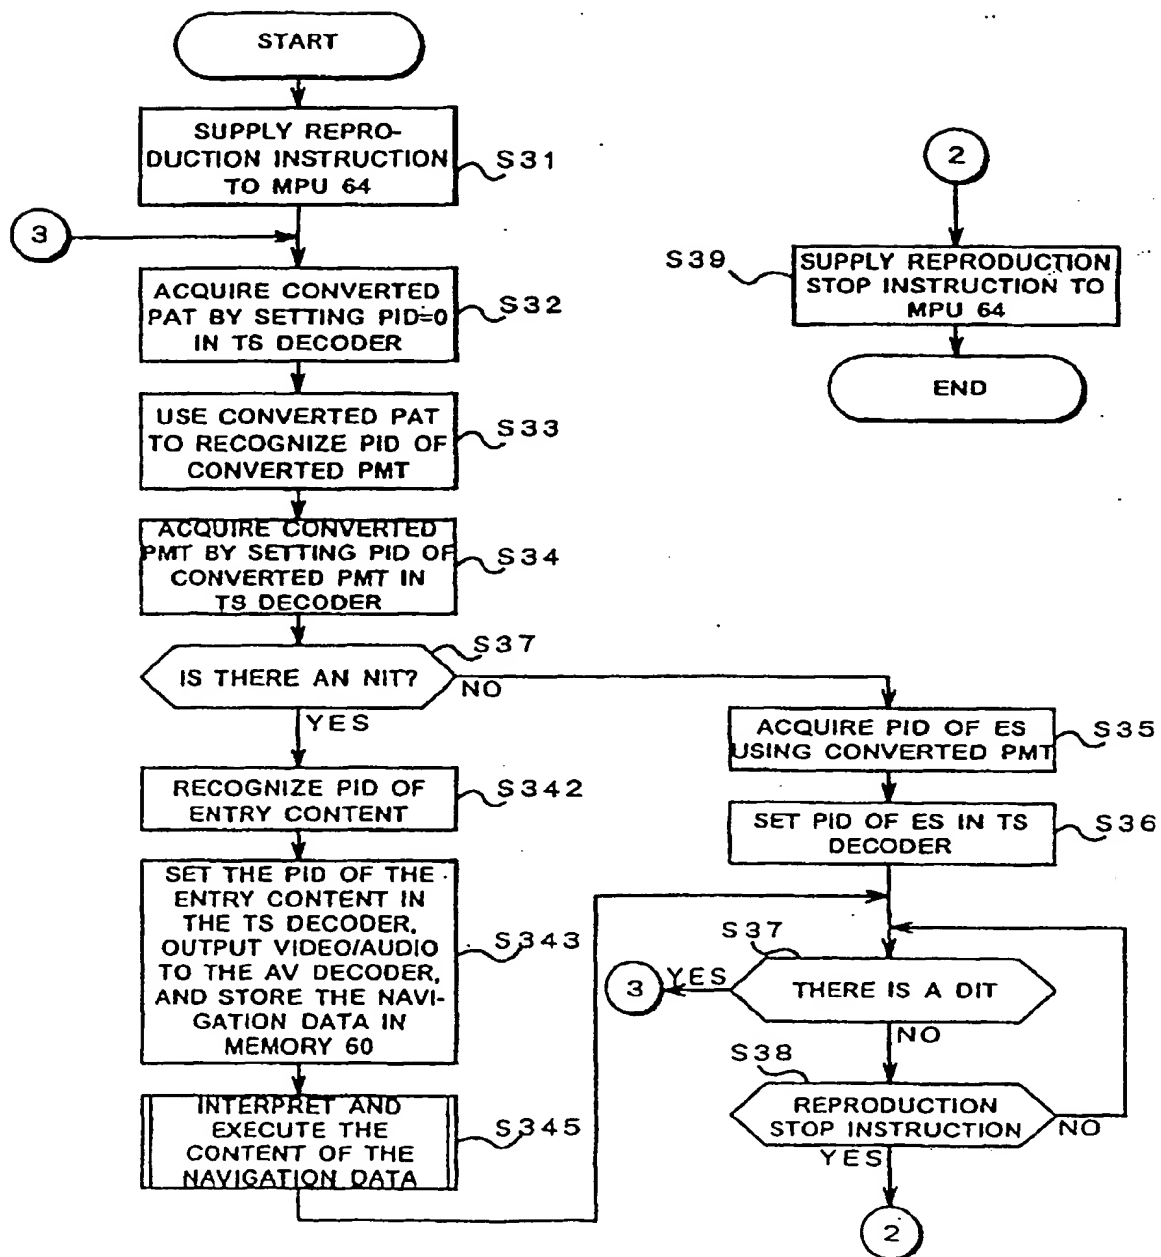 START
SUPPLY REPRO-
DUCTION INSTRUCTION
TO MPU 64
S31
3
ACQUIRE CONVERTED
PAT BY SETTING PID=0
IN TS DECODER
S32
USE CONVERTED PAT
TO RECOGNIZE PID OF
CONVERTED PMT
S33
ACQUIRE CONVERTED
PMT BY SETTING PID OF
CONVERTED PMT IN
TS DECODER
S34
S37
IS THERE AN NIT?
NO
YES
RECOGNIZE PID OF
ENTRY CONTENT
S342
SET THE PID OF THE
ENTRY CONTENT IN
THE TS DECODER,
OUTPUT VIDEO/AUDIO
TO THE AV DECODER,
AND STORE THE NAVI-
GATION DATA IN
MEMORY 60
S343
INTERPRET AND
EXECUTE THE
CONTENT OF THE
NAVIGATION DATA
S345
2
S39
SUPPLY REPRODUCTION
STOP INSTRUCTION TO
MPU 64
END
ACQUIRE PID OF ES
USING CONVERTED PMT
S35
SET PID OF ES IN TS
DECODER
S36
S37
THERE IS A DIT
YES
3
NO
S38
REPRODUCTION
STOP INSTRUCTION
NO
YES
2